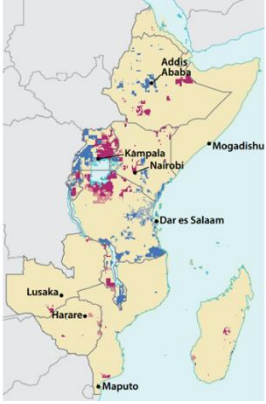 Addis
Ababa
Mogadishu
Kampala
Nairobi
Dar es Salaam
Lusaka
Harare
Maputo